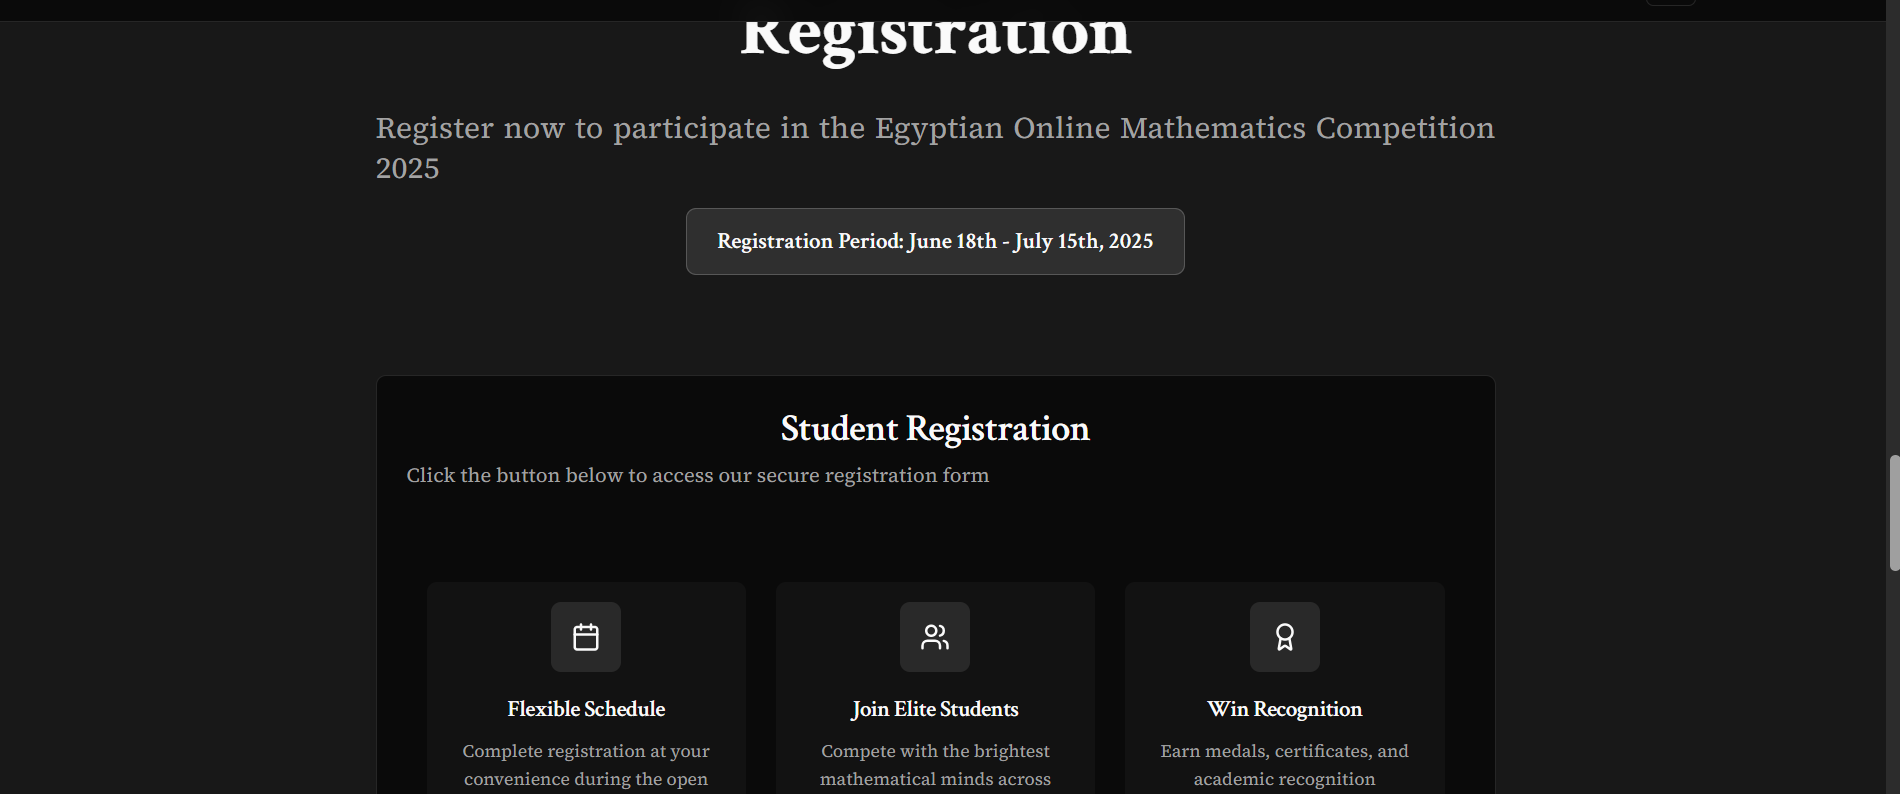 Registration
Register now to participate in the Egyptian Online Mathematics Competition
2025
Registration Period: June 18th - July 15th, 2025
Student Registration
Click the button below to access our secure registration form
Flexible Schedule
Complete registration at your
convenience during the open
Join Elite Students
Compete with the brightest
mathematical minds across
Win Recognition
Earn medals, certificates, and
academic recognition